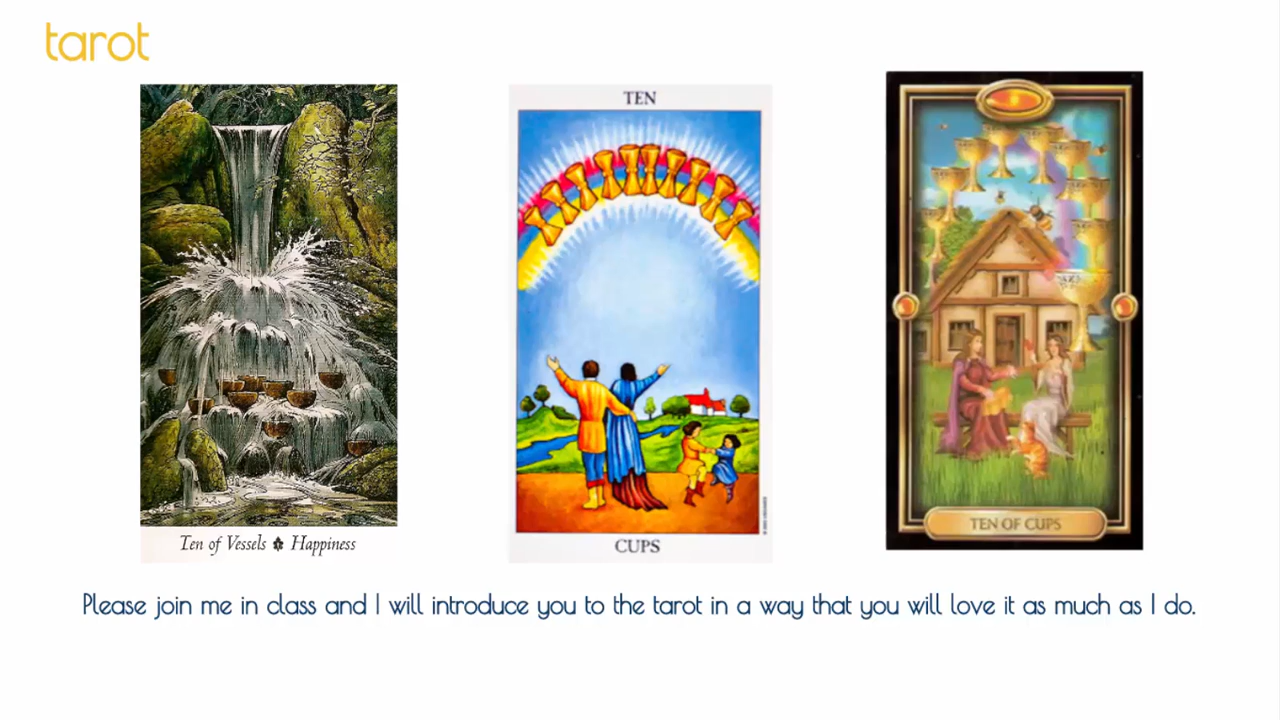 tarot
TEN
Ten of Vessels Happiness
CUPS
TEN OF CUPS
Please join me in class and I will introduce you to the tarot in a way that you will love it as much as I do.